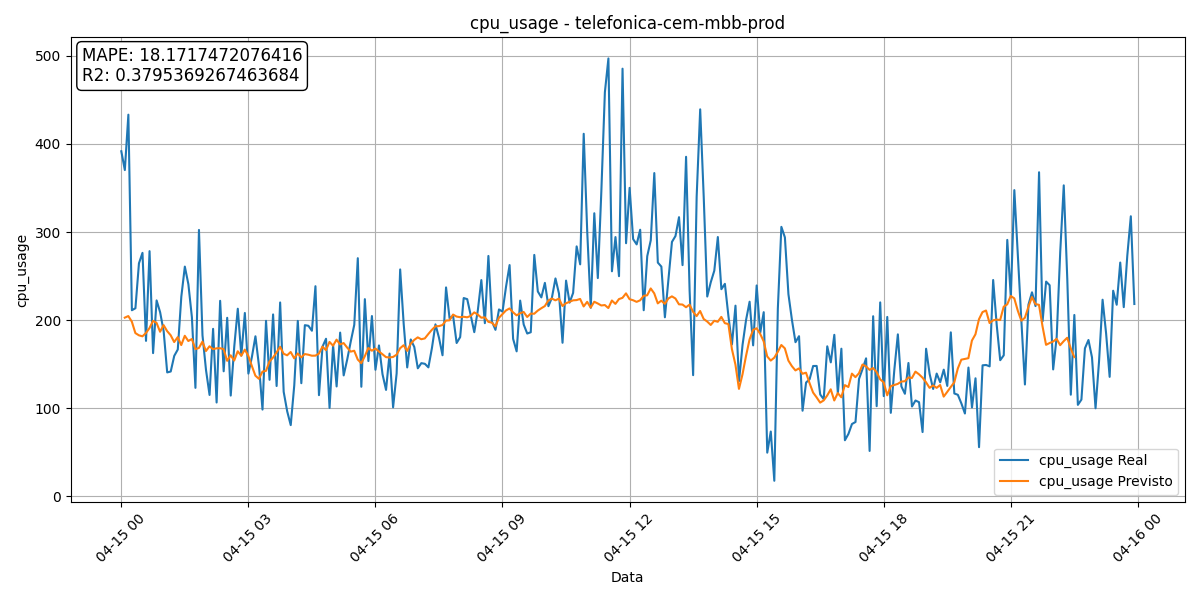 cpu_usage - telefonica-cem-mbb-prod
MAPE: 18.1717472076416
R2: 0.3795369267463684
500
400
300
200
100
0
cpu_usage
cpu_usage Real
cpu_usage Previsto
04-15 00
04-15 03
04-15 06
04-15 09
04-15 12
04-15 15
04-15 18
04-15 21
04-16 00
Data